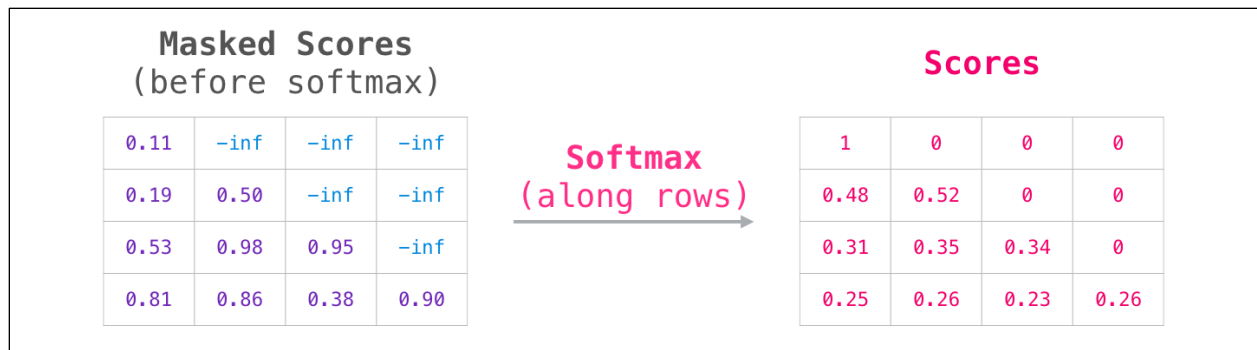 Masked Scores
(before softmax)
Scores
0.11 -inf -inf -inf
0.19 0.50 -inf -inf
0.53 0.98 0.95 -inf
0.81 0.86 0.38 0.90
Softmax
(along rows)
1 0 0 0
0.48 0.52 0 0
0.31 0.35 0.34 0
0.25 0.26 0.23 0.26